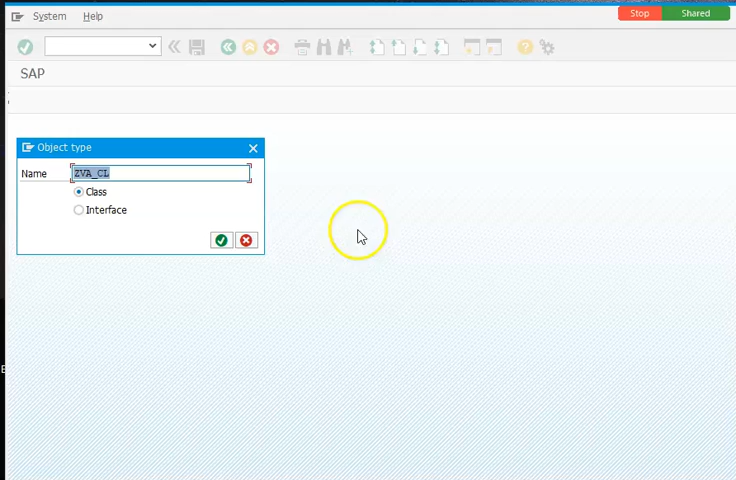 System Help
Stop Shared
SAP
Object type
Name ZVA_CL
Class
Interface
E